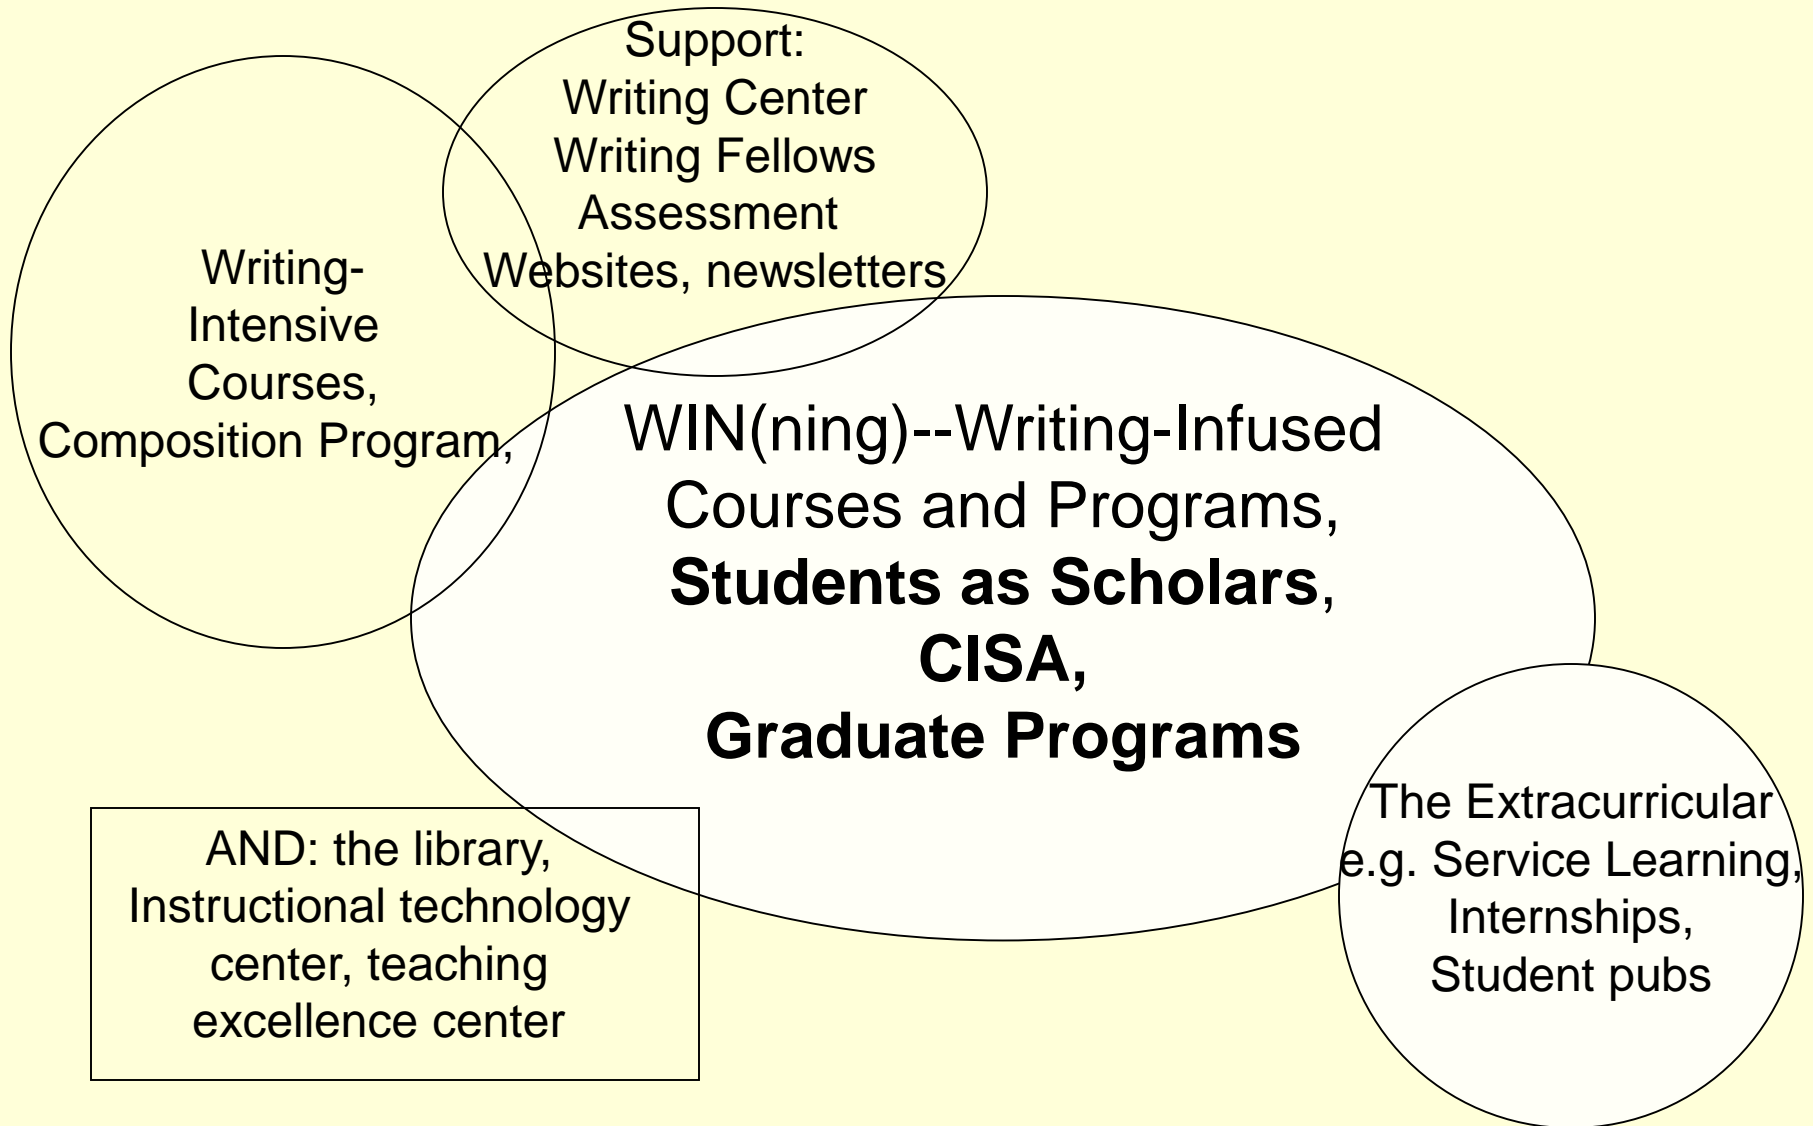 Support:
Writing Center
Writing Fellows
Assessment
Websites, newsletters
Writing-
Intensive
Courses,
Composition Program,
WIN(ning)--Writing-Infused
Courses and Programs,
Students as Scholars,
CISA,
Graduate Programs
AND: the library,
Instructional technology
center, teaching
excellence center
The Extracurricular
e.g. Service Learning,
Internships,
Student pubs